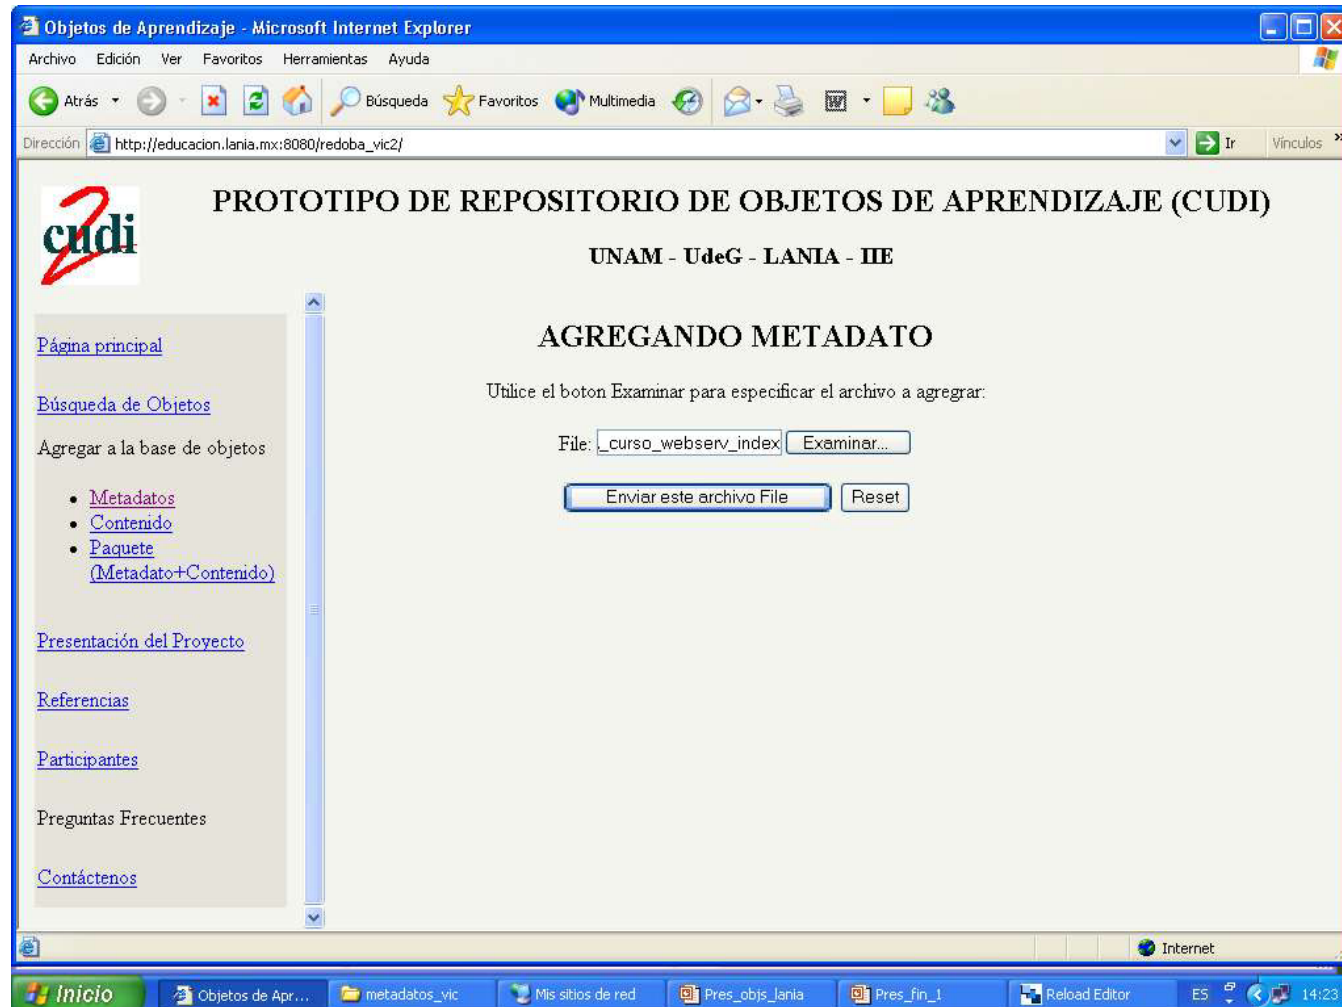 Objetos de Aprendizaje - Microsoft Internet Explorer
Archivo Edición Ver Favoritos Herramientas Ayuda
Atrás Búsqueda Favoritos Multimedia
Dirección http://educacion.lania.mx:8080/redoba_vic2/ Ir Vínculos »
cudi 2
PROTOTIPO DE REPOSITORIO DE OBJETOS DE APRENDIZAJE (CUDI)
UNAM - UdeG - LANIA - IIE
Página principal
Búsqueda de Objetos
Agregar a la base de objetos
Metadatos
Contenido
Paquete
(Metadato+Contenido)
Presentación del Proyecto
Referencias
Participantes
Preguntas Frecuentes
Contáctenos
AGREGANDO METADATO
Utilice el boton Examinar para especificar el archivo a agregrar:
File: _curso_webserv_index Examinar...
Enviar este archivo File Reset
Internet
Inicio Objetos de Apr... metadatos_vic Mis sitios de red Pres_objs_lania Pres_fin_1 Reload Editor ES 14:23